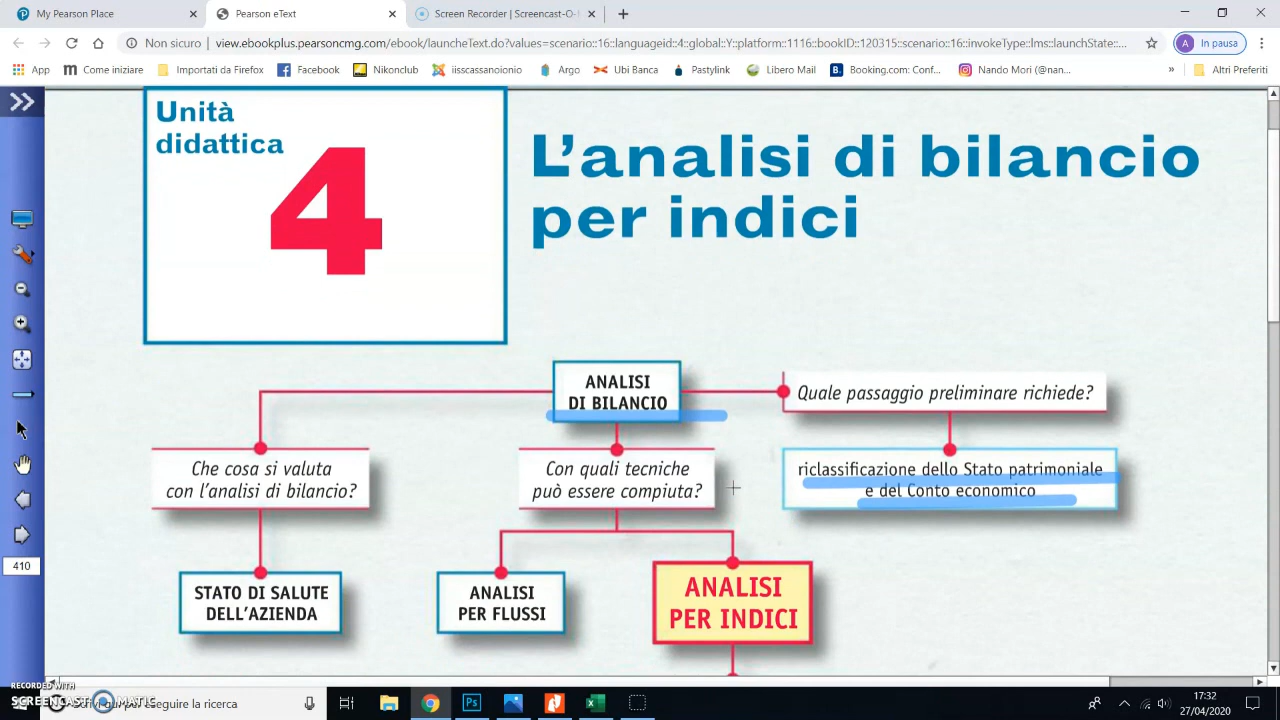 My Pearson Place
Pearson eText
Screen Recorder | Screencast-O-
Non sicuro | view.ebookplus.pearsoncmg.com/ebook/launcheText.do?values=scenario::16::languageid::4::global::Y::platform::1116::bookID::120315::scenario::16::invokeType::lms::launchState::...
A In pausa
App
Come iniziare
Importati da Firefox
Facebook
Nikonclub
iisscassanoionio
Argo
Ubi Banca
Pastylink
Libero Mail
Booking.com: Conf...
Nando Mori (@nan...
»
Altri Preferiti
Unità
didattica
4
L'analisi di bilancio
per indici
ANALISI
DI BILANCIO
Quale passaggio preliminare richiede?
Che cosa si valuta
con l'analisi di bilancio?
Con quali tecniche
può essere compiuta?
riclassificazione dello Stato patrimoniale
e del Conto economico
STATO DI SALUTE
DELL'AZIENDA
ANALISI
PER FLUSSI
ANALISI
PER INDICI
410
RECORDED WITH
SCREENCAST MATIC
per eseguire la ricerca
17:32
27/04/2020